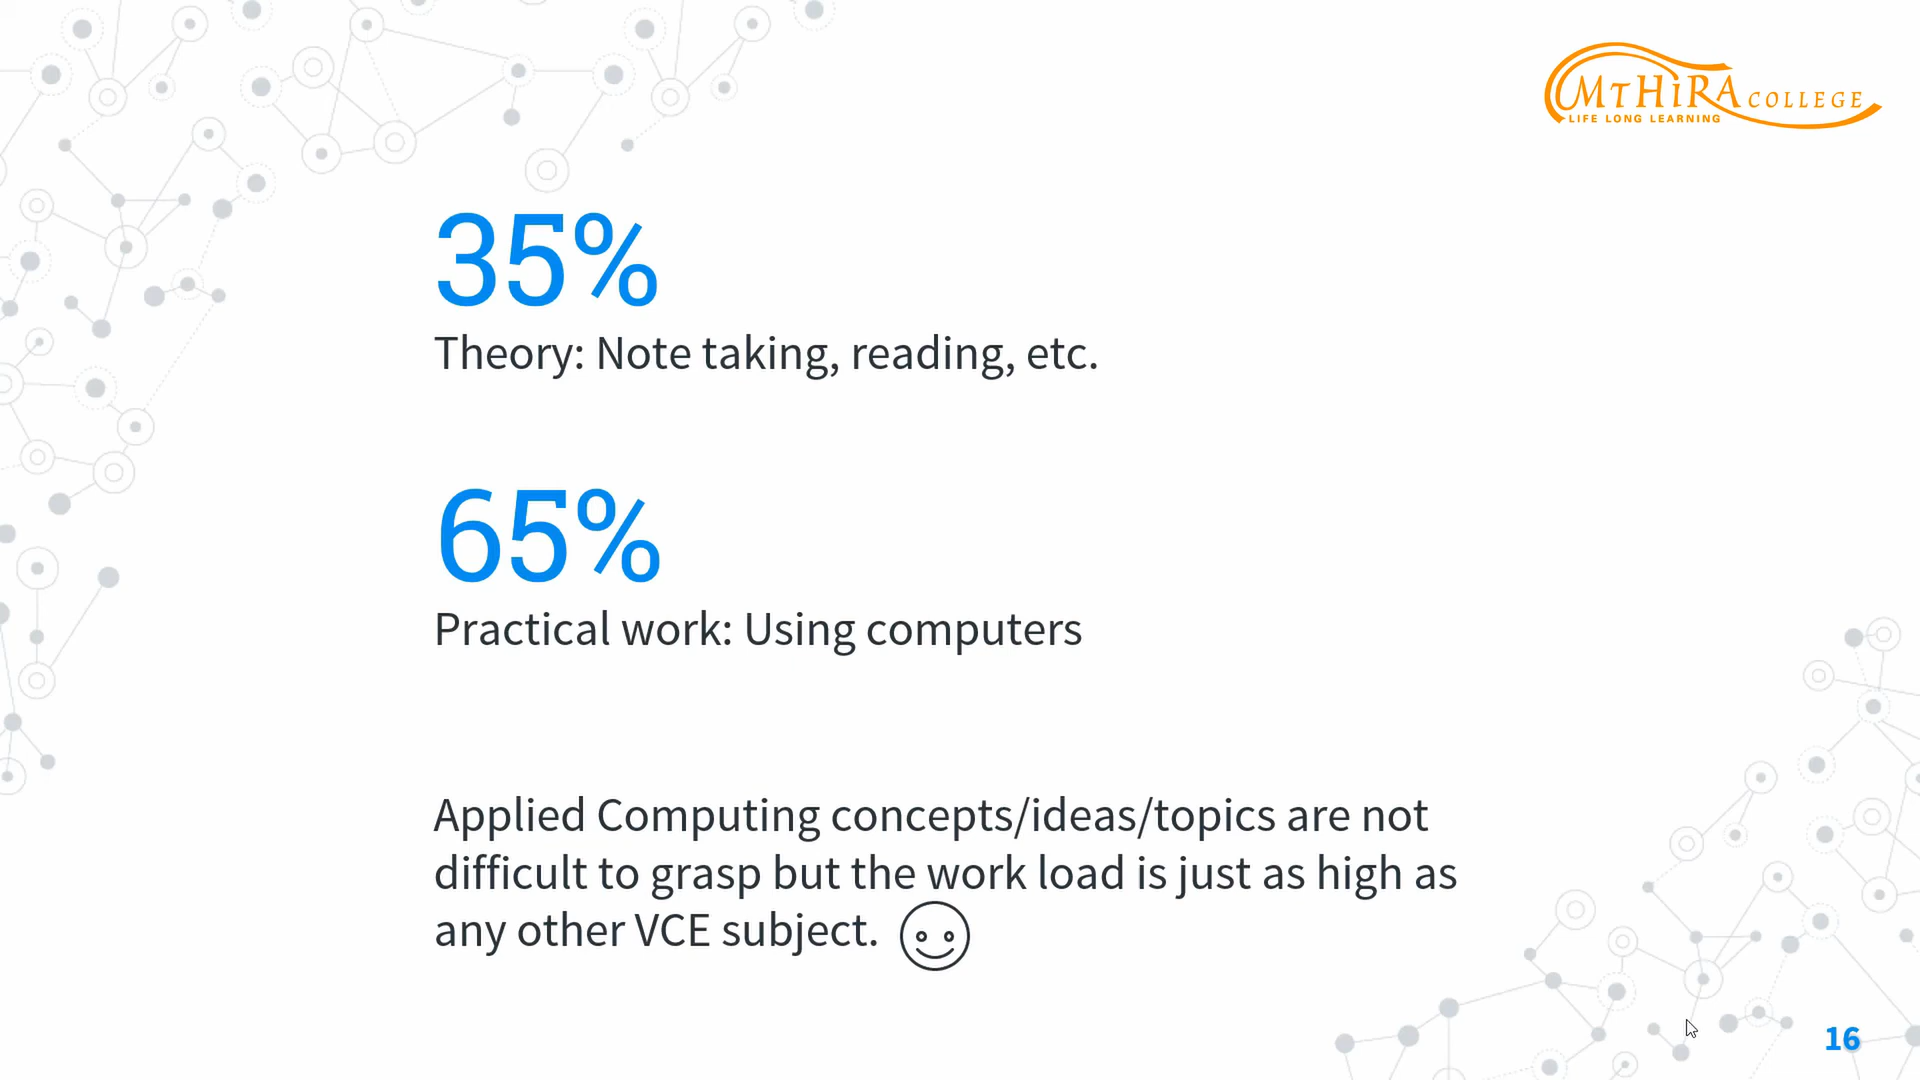 MTHiRA COLLEGE
LIFE LONG LEARNING
35%
Theory: Note taking, reading, etc.
65%
Practical work: Using computers
Applied Computing concepts/ideas/topics are not
difficult to grasp but the work load is just as high as
any other VCE subject.
16